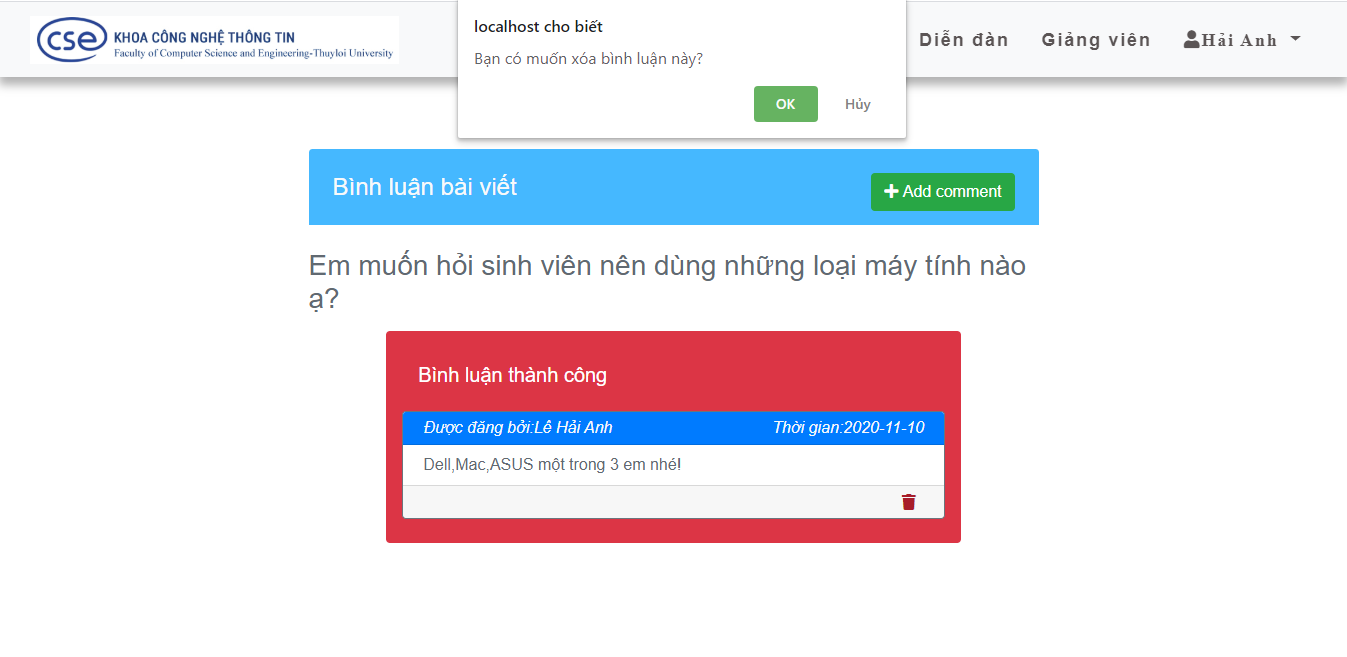 cse KHOA CÔNG NGHỆ THÔNG TIN
Faculty of Computer Science and Engineering-Thuyloi University
localhost cho biết
Bạn có muốn xóa bình luận này?
OK Hủy
Diễn đàn Giảng viên Hải Anh
Bình luận bài viết
Add comment
Em muốn hỏi sinh viên nên dùng những loại máy tính nào
ạ?
Bình luận thành công
Được đăng bởi:Lê Hải Anh Thời gian:2020-11-10
Dell,Mac,ASUS một trong 3 em nhé!